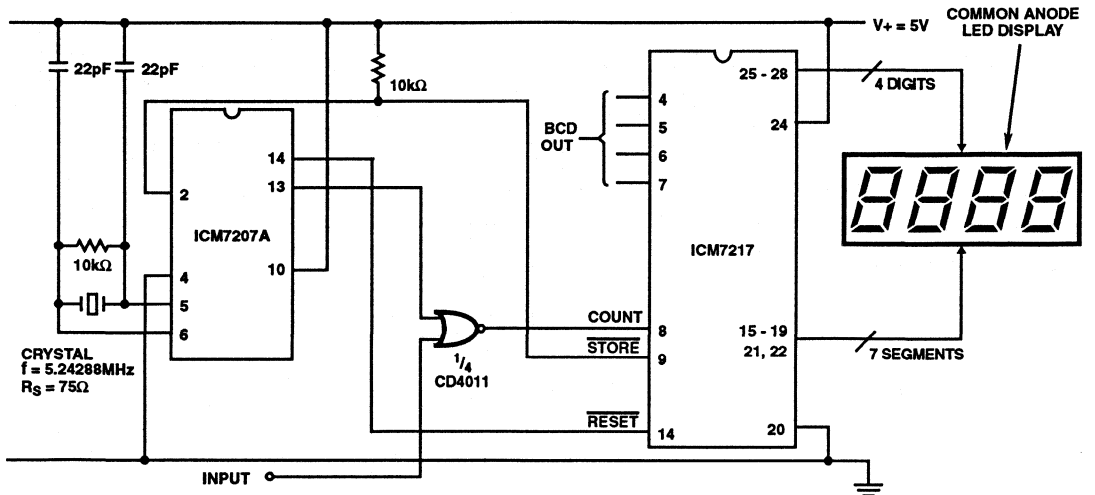 COMMON ANODE
LED DISPLAY
V+ = 5V
22pF
22pF
10kΩ
25 - 28
4 DIGITS
24
BCD
OUT
4
5
6
7
14
13
2
ICM7207A
10
4
5
6
10kΩ
ICM7217
CRYSTAL
f = 5.24288MHz
RS = 75Ω
1/4
CD4011
COUNT
8
STORE
9
15 - 19
21, 22
7 SEGMENTS
RESET
14
20
INPUT
8888